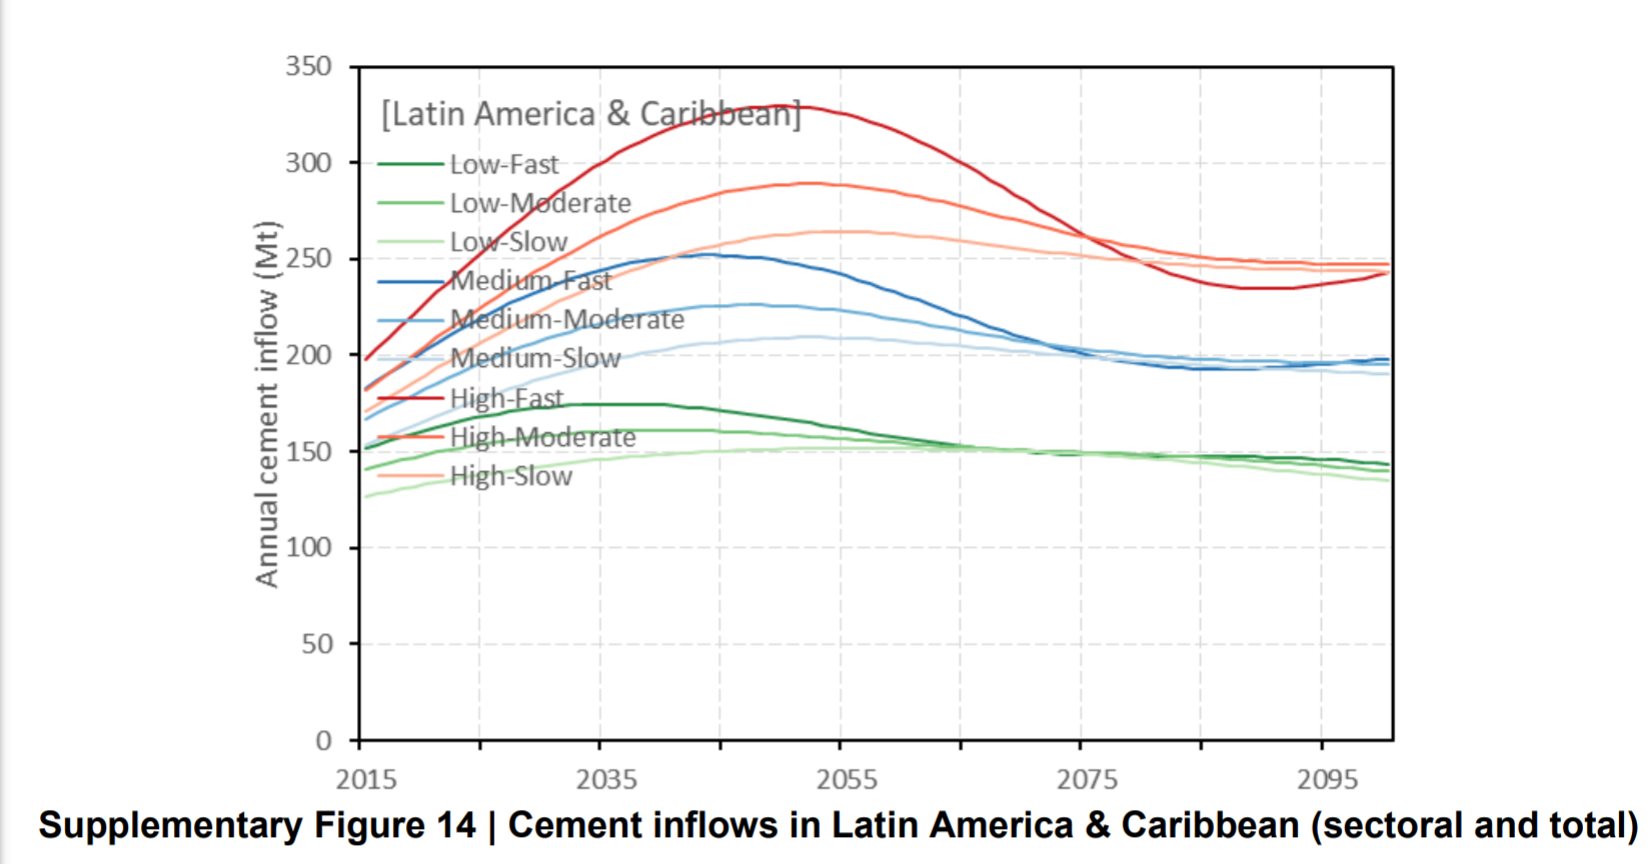 350
300
250
200
150
100
50
0
Annual cement inflow (Mt)
[Latin America & Caribbean]
Low-Fast
Low-Moderate
Low-Slow
Medium-Fast
Medium-Moderate
Medium-Slow
High-Fast
High-Moderate
High-Slow
2015 2035 2055 2075 2095
Supplementary Figure 14 | Cement inflows in Latin America & Caribbean (sectoral and total)